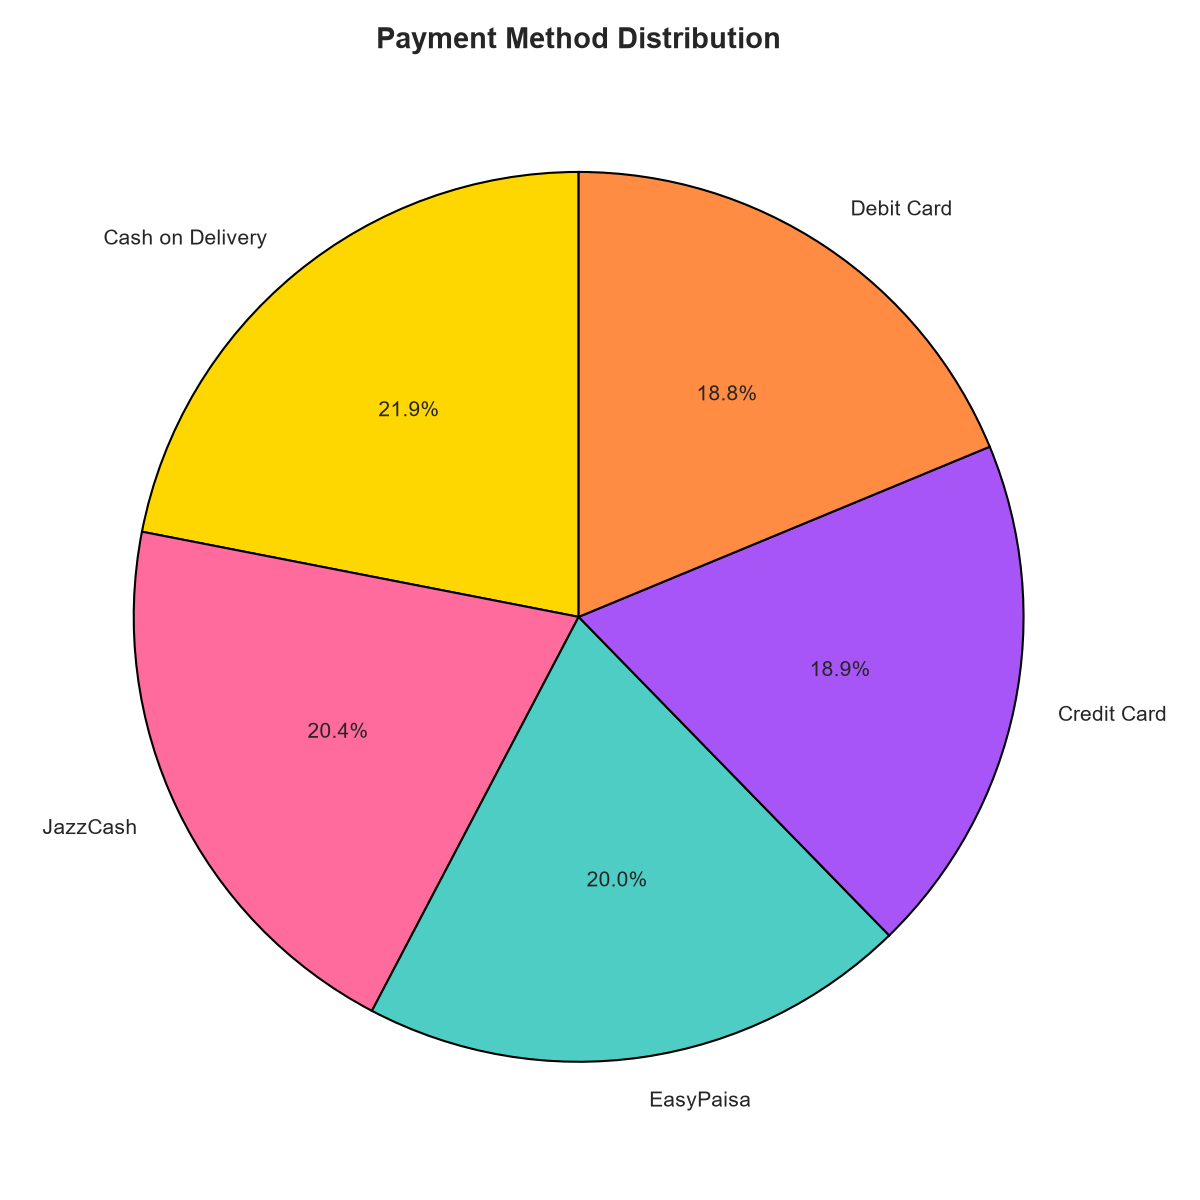 Payment Method Distribution
Debit Card
Cash on Delivery
18.8%
21.9%
18.9%
Credit Card
20.4%
JazzCash
20.0%
EasyPaisa